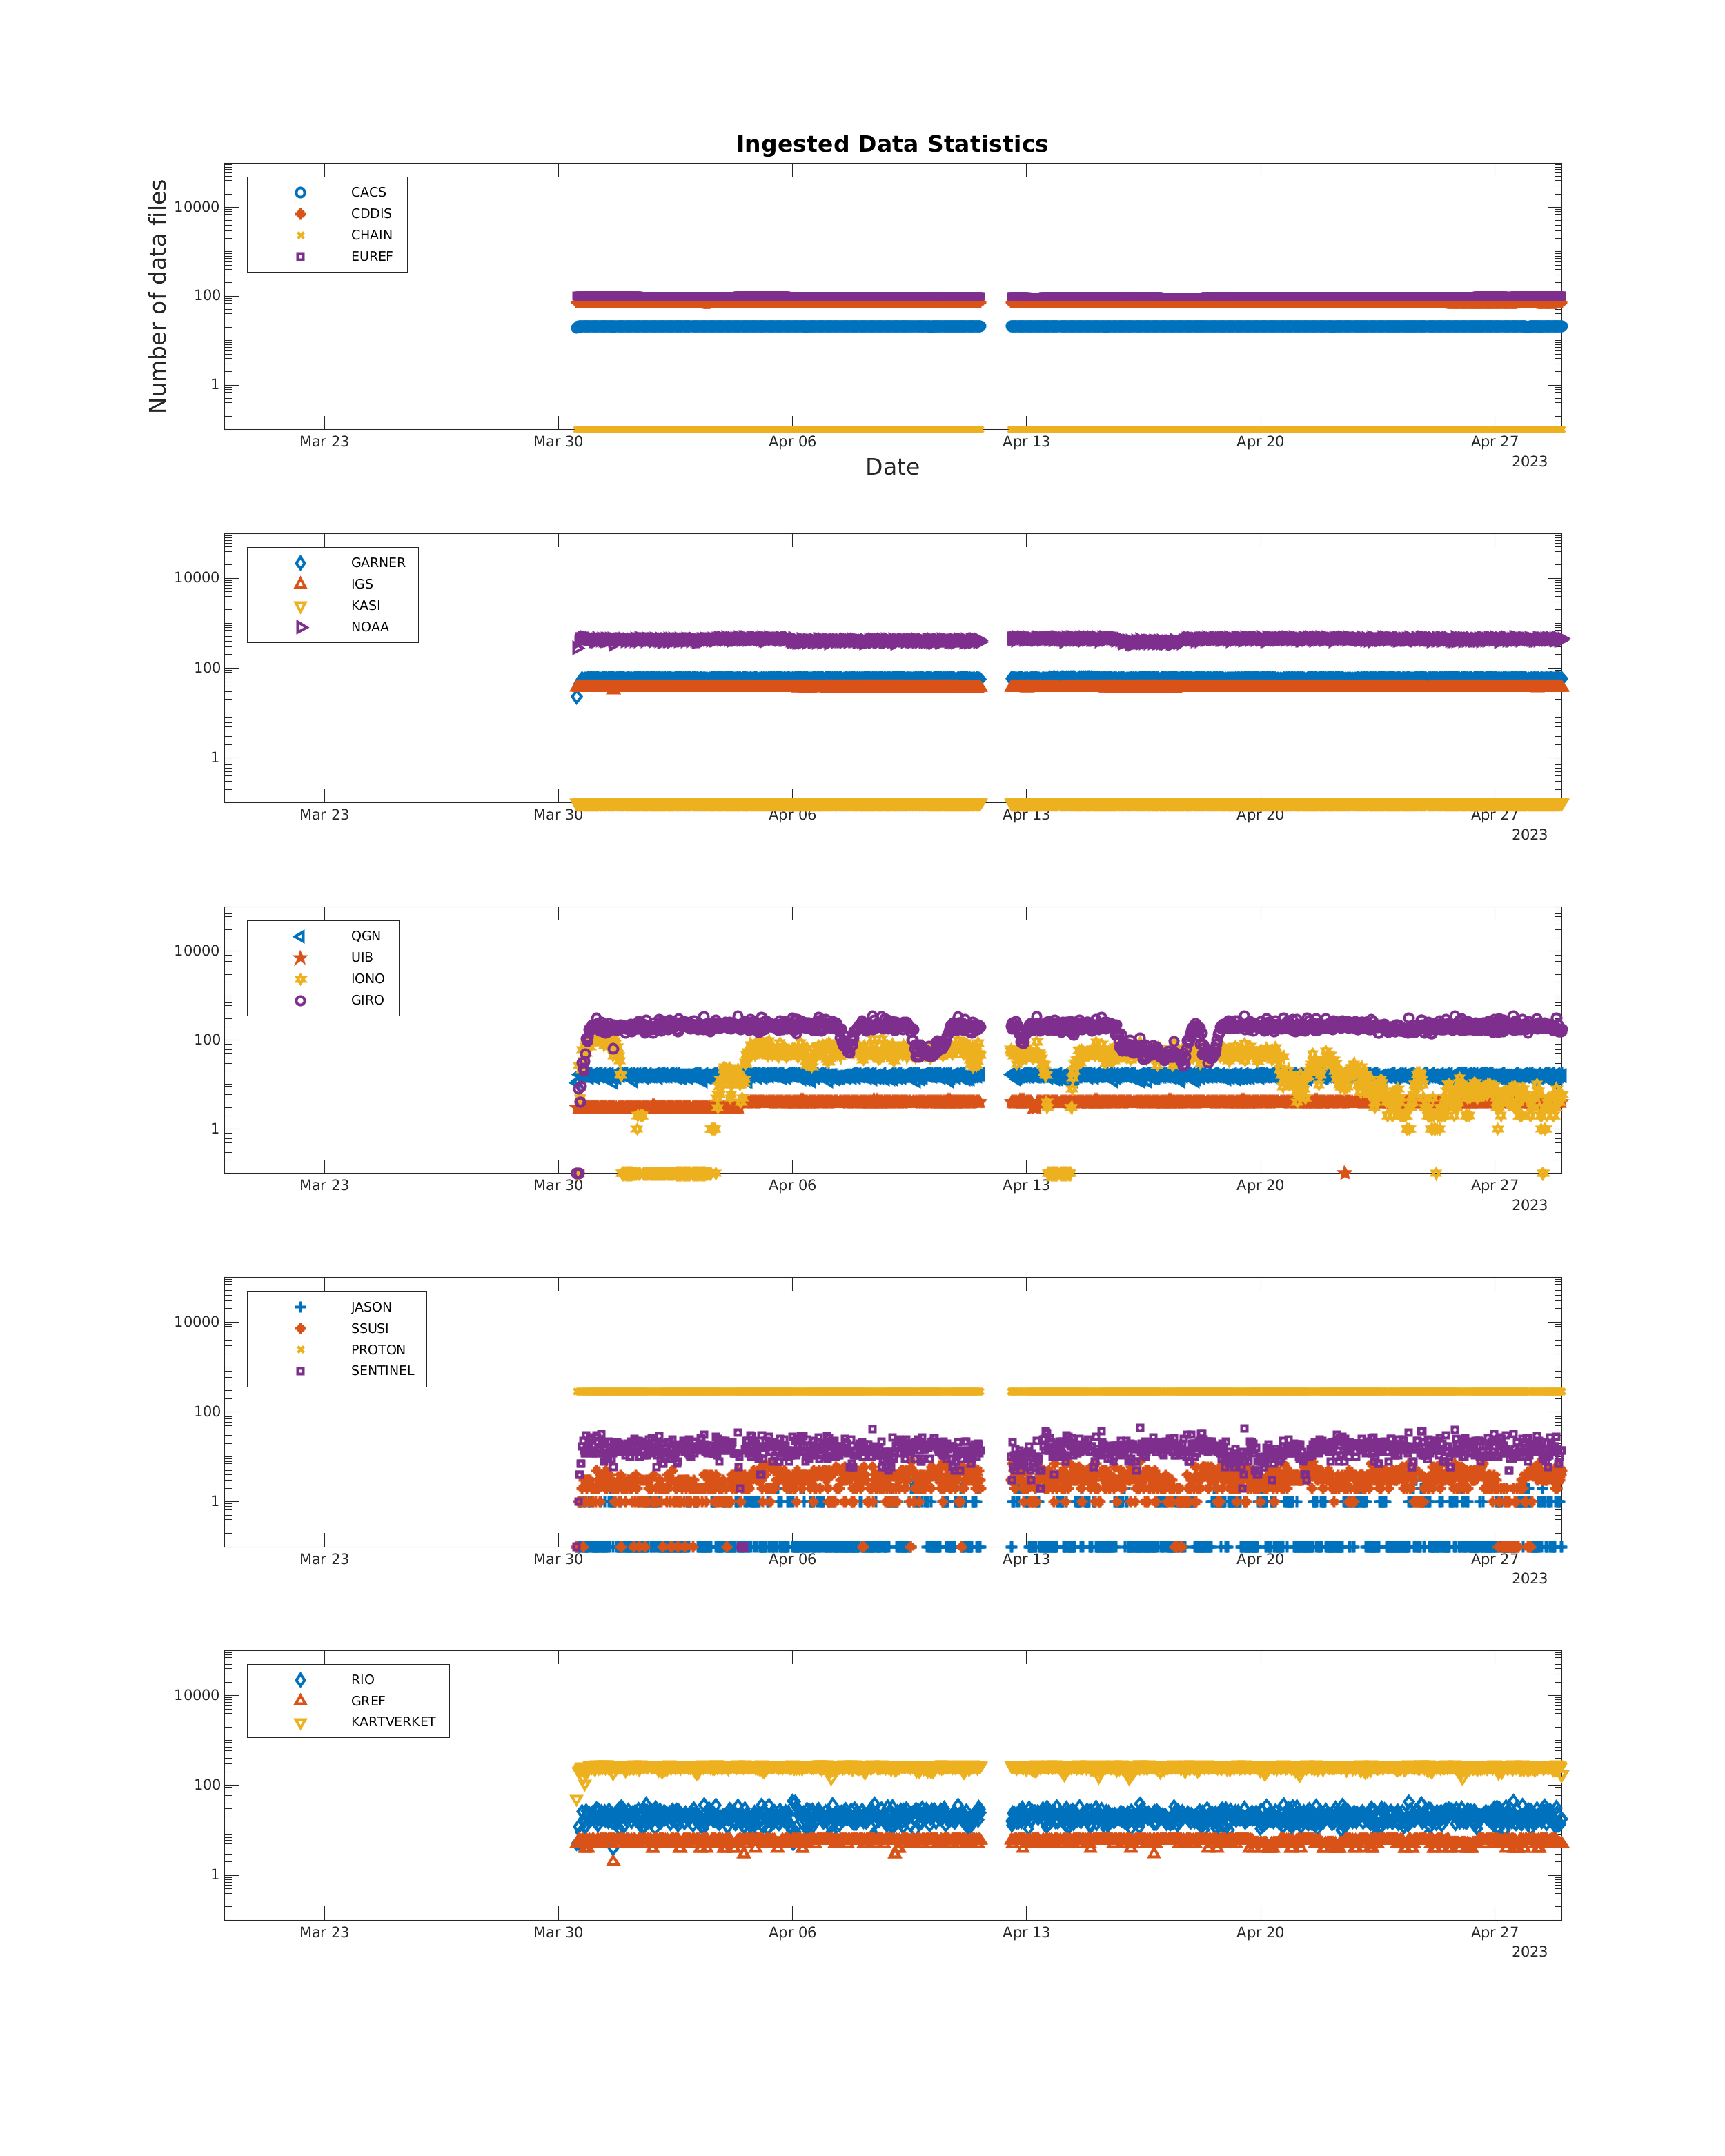 Ingested Data Statistics
Number of data files
CACS
CDDIS
CHAIN
EUREF
10000
100
1
Mar 23 Mar 30 Apr 06 Apr 13 Apr 20 Apr 27
2023
Date
GARNER
IGS
KASI
NOAA
10000
100
1
Mar 23 Mar 30 Apr 06 Apr 13 Apr 20 Apr 27
2023
QGN
UIB
IONO
GIRO
10000
100
1
Mar 23 Mar 30 Apr 06 Apr 13 Apr 20 Apr 27
2023
JASON
SSUSI
PROTON
SENTINEL
10000
100
1
Mar 23 Mar 30 Apr 06 Apr 13 Apr 20 Apr 27
2023
RIO
GREF
KARTVERKET
10000
100
1
Mar 23 Mar 30 Apr 06 Apr 13 Apr 20 Apr 27
2023